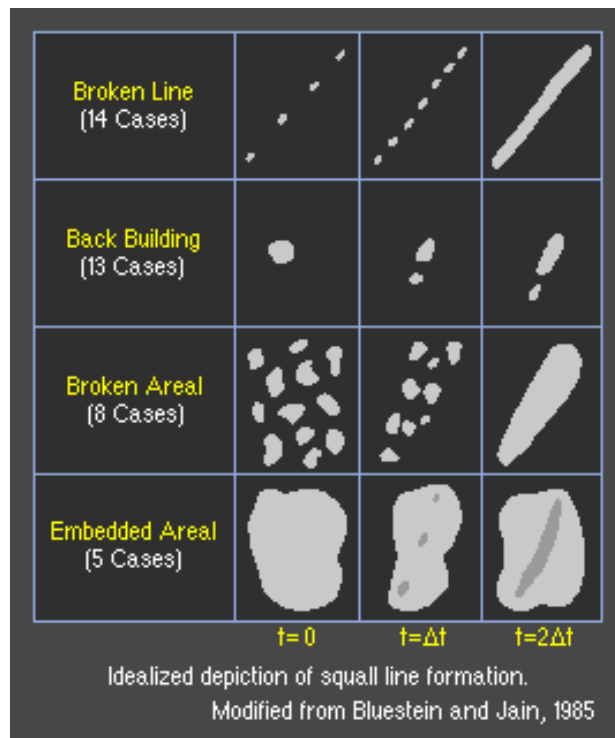 Broken Line
(14 Cases)
Back Building
(13 Cases)
Broken Areal
(8 Cases)
Embedded Areal
(5 Cases)
t=0
t=Δt
t=2Δt
Idealized depiction of squall line formation.
Modified from Bluestein and Jain, 1985